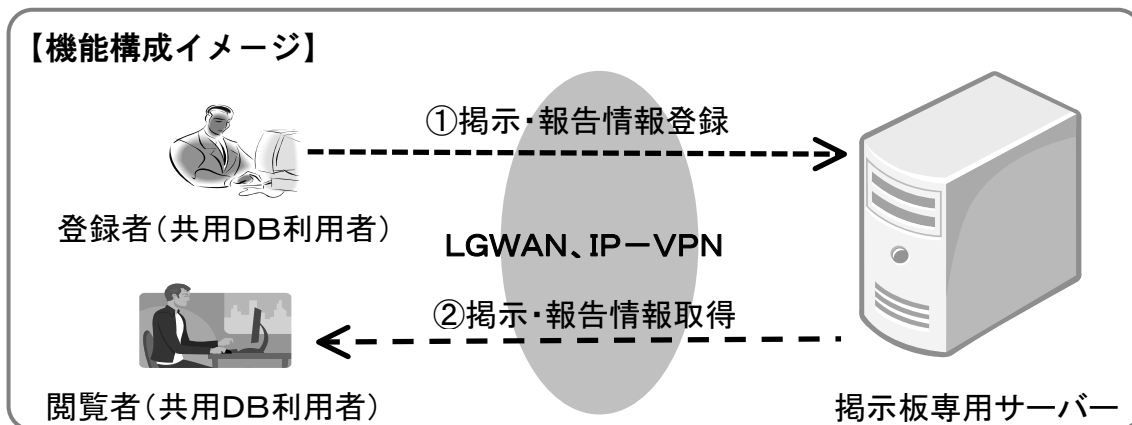 【機能構成イメージ】
①掲示・報告情報登録
登録者（共用ＤＢ利用者）
LGWAN、IP－VPN
②掲示・報告情報取得
閲覧者（共用ＤＢ利用者）
掲示板専用サーバー